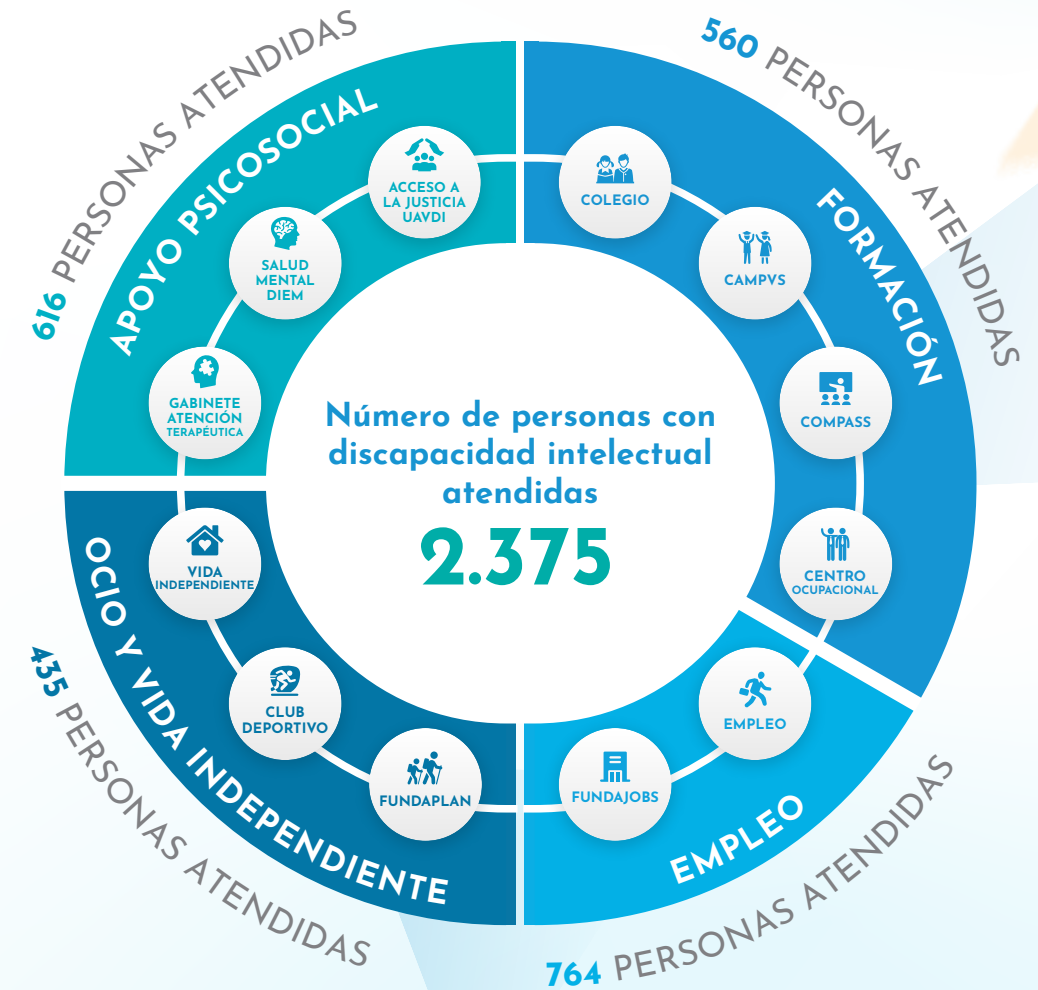 616 PERSONAS ATENDIDAS
APOYO PSICOSOCIAL
ACCESO A
LA JUSTICIA
UAVDI
SALUD
MENTAL
DIEM
GABINETE
ATENCIÓN
TERAPÉUTICA
560 PERSONAS ATENDIDAS
FORMACIÓN
COLEGIO
CAMPVS
COMPASS
CENTRO
OCUPACIONAL
Número de personas con
discapacidad intelectual
atendidas
2.375
435 PERSONAS ATENDIDAS
OCIO Y VIDA INDEPENDIENTE
VIDA
INDEPENDIENTE
CLUB
DEPORTIVO
FUNDAPLAN
764 PERSONAS ATENDIDAS
EMPLEO
EMPLEO
FUNDAJOBS